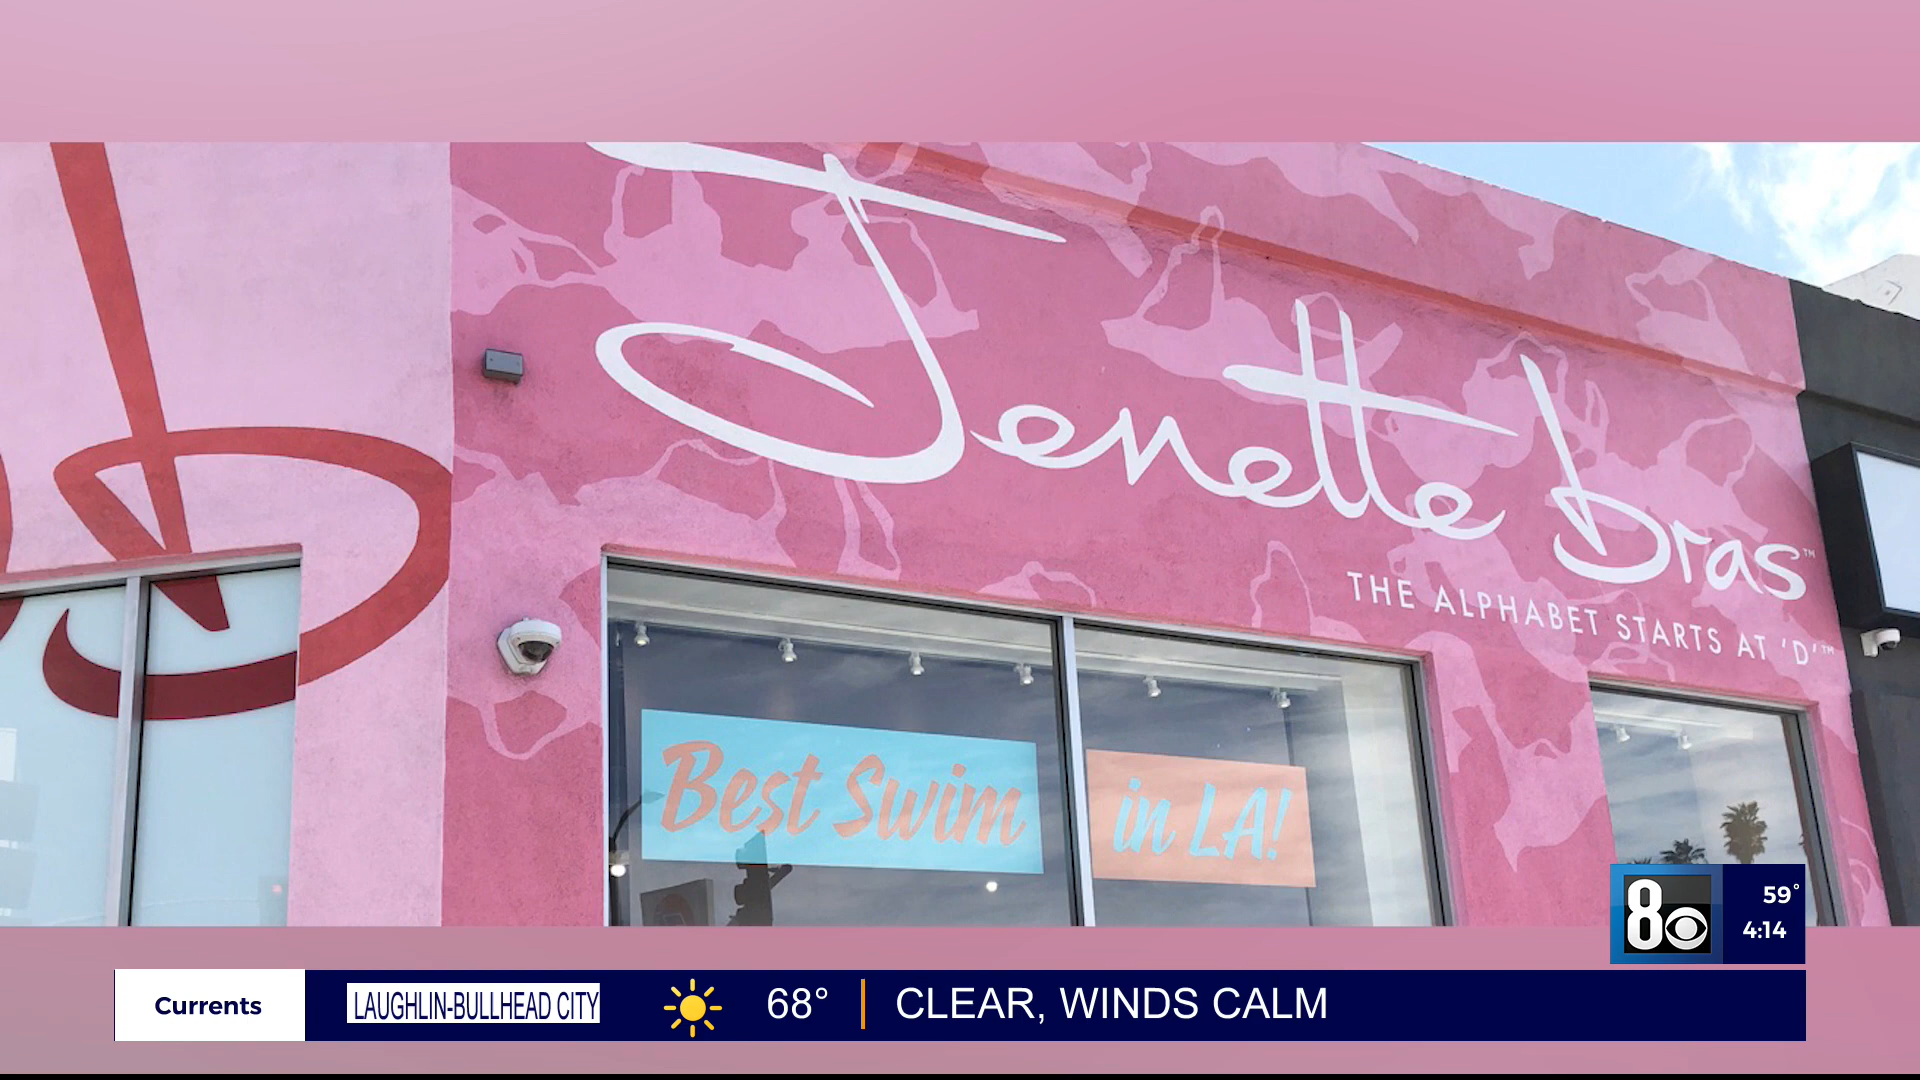 Jenette bras™
THE ALPHABET STARTS AT 'D'™
D
Best Swim
in LA!
8
59°
4:14
Currents
LAUGHLIN-BULLHEAD CITY
68°
CLEAR, WINDS CALM